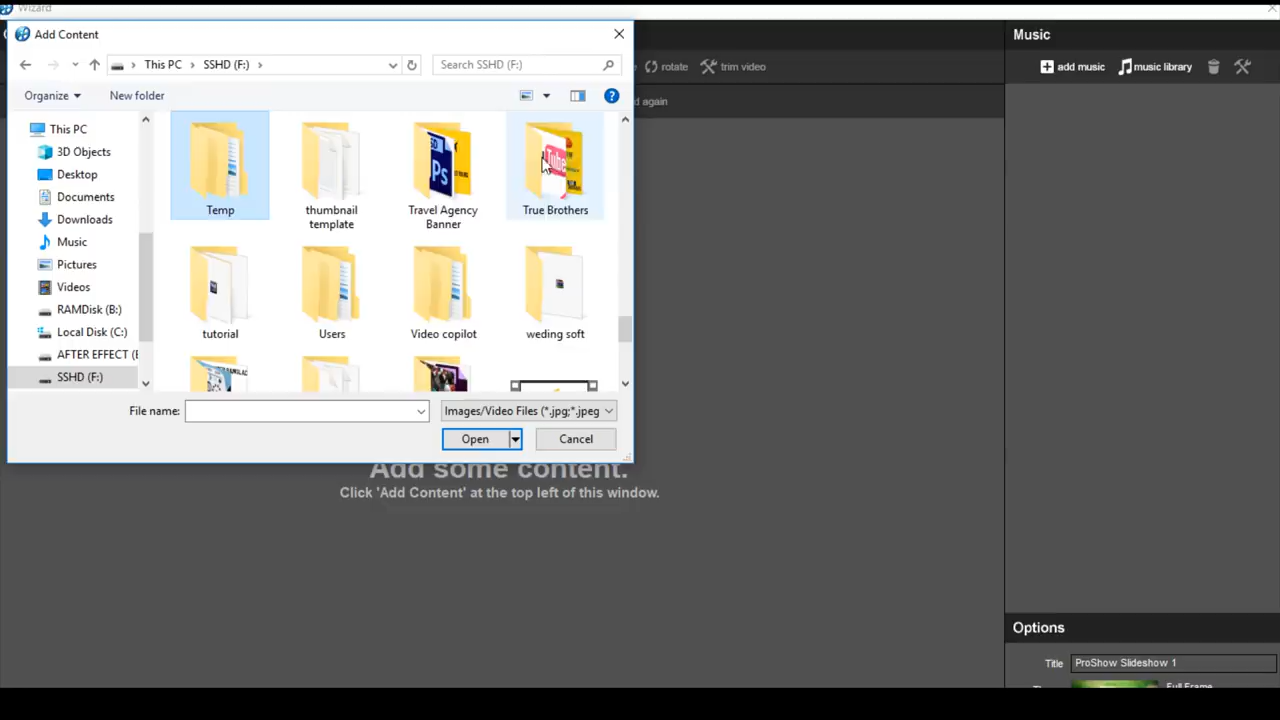 Wizard
Add Content
Music
This PC
SSHD (F:)
Search SSHD (F:)
add music
music library
rotate
trim video
Organize
New folder
d again
This PC
3D Objects
Desktop
Documents
Downloads
Music
Pictures
Videos
RAMDisk (B:)
Local Disk (C:)
AFTER EFFECT (E
SSHD (F:)
Temp
thumbnail
template
Travel Agency
Banner
True Brothers
tutorial
Users
Video copilot
weding soft
File name:
Images/Video Files (*.jpg;*.jpeg
Open
Cancel
Add some content.
Click 'Add Content' at the top left of this window.
Options
Title
ProShow Slideshow 1
Full Frame